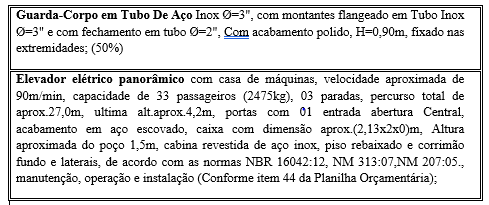 Guarda-Corpo em Tubo De Aço Inox Ø=3", com montantes flangeado em Tubo Inox
Ø=3" e com fechamento em tubo Ø=2", Com acabamento polido, H=0,90m, fixado nas
extremidades; (50%)
Elevador elétrico panorâmico com casa de máquinas, velocidade aproximada de
90m/min, capacidade de 33 passageiros (2475kg), 03 paradas, percurso total de
aprox.27,0m, ultima alt.aprox.4,2m, portas com 01 entrada abertura Central,
acabamento em aço escovado, caixa com dimensão aprox.(2,13x2x0)m, Altura
aproximada do poço 1,5m, cabina revestida de aço inox, piso rebaixado e corrimão
fundo e laterais, de acordo com as normas NBR 16042:12, NM 313:07,NM 207:05.,
manutenção, operação e instalação (Conforme item 44 da Planilha Orçamentária);